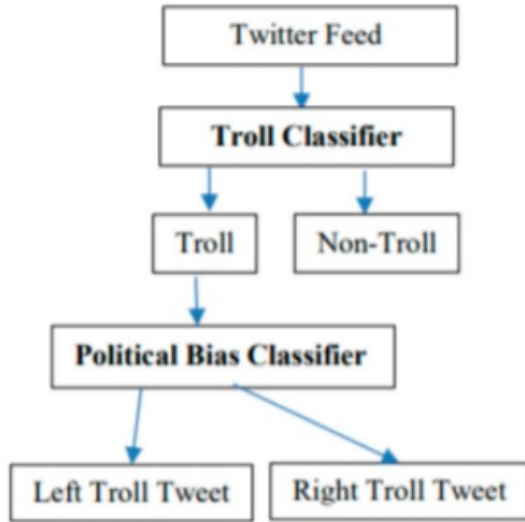 Twitter Feed
Troll Classifier
Troll
Non-Troll
Political Bias Classifier
Left Troll Tweet
Right Troll Tweet